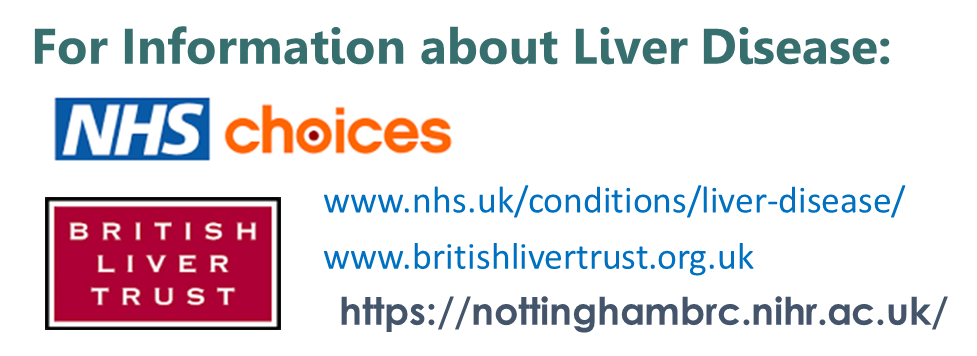 For Information about Liver Disease:
NHS choices
www.nhs.uk/conditions/liver-disease/
BRITISH
LIVER
TRUST
www.britishlivertrust.org.uk
https://nottinghambrc.nihr.ac.uk/